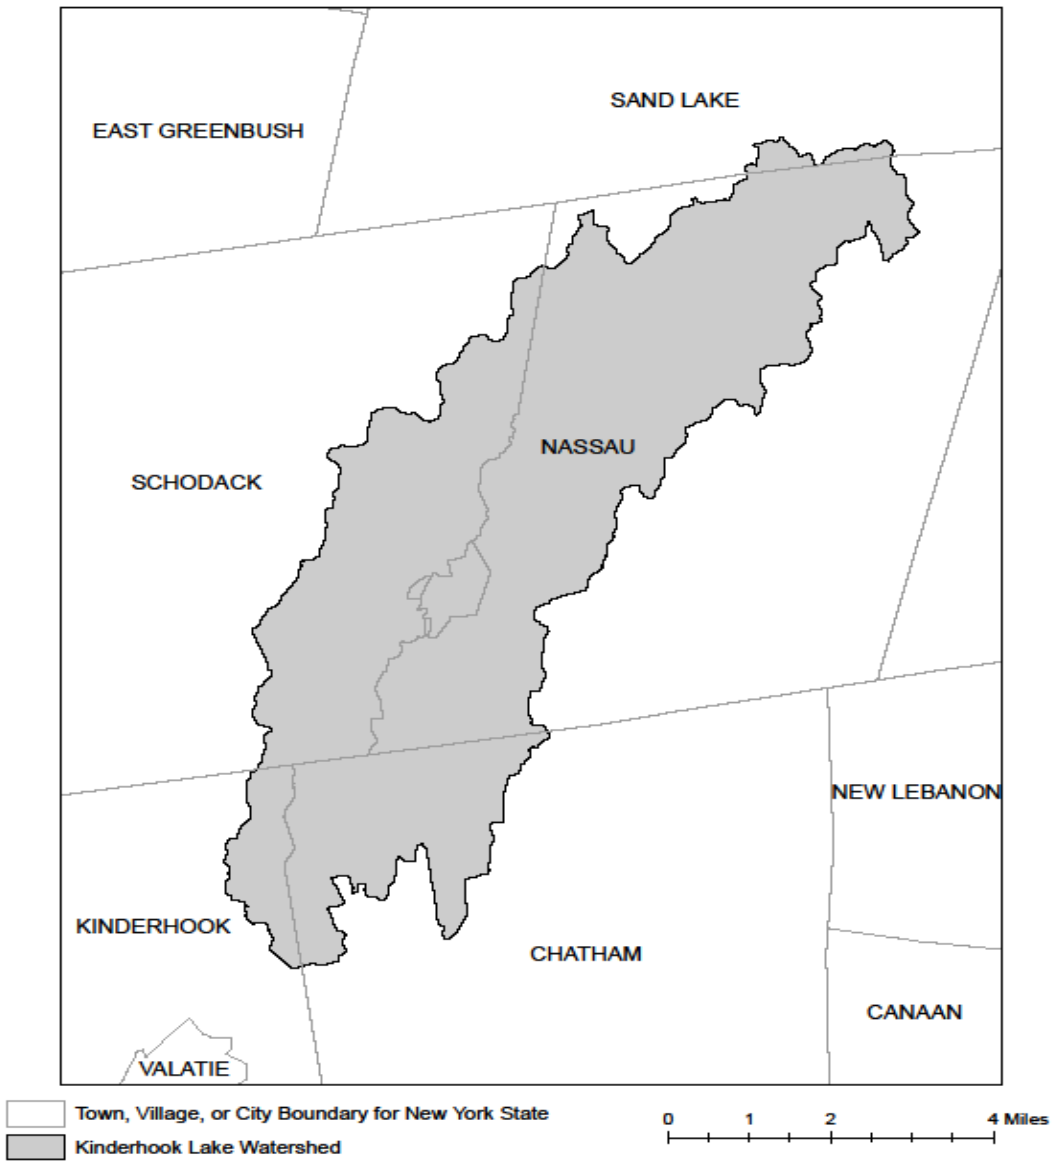 SAND LAKE
EAST GREENBUSH
NASSAU
SCHODACK
NEW LEBANON
KINDERHOOK
CHATHAM
CANAAN
VALATIE
Town, Village, or City Boundary for New York State
Kinderhook Lake Watershed
0 1 2 4 Miles